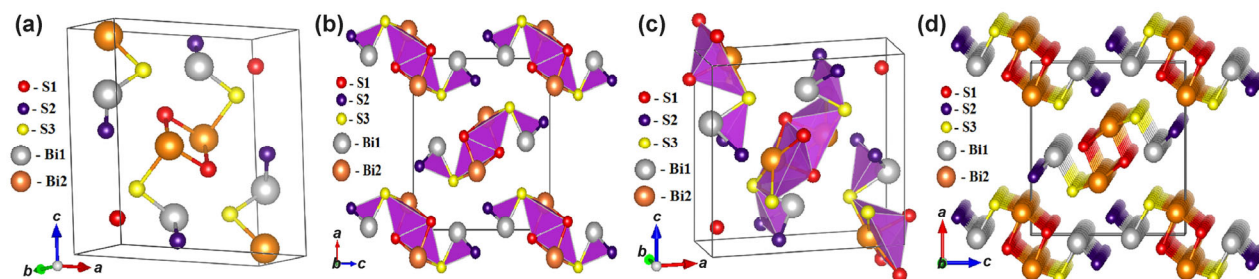 (a)
- S1
- S2
- S3
- Bi1
- Bi2
c
b
a
(b)
- S1
- S2
- S3
- Bi1
- Bi2
a
b
c
(c)
- S1
- S2
- S3
- Bi1
- Bi2
c
b
a
(d)
- S1
- S2
- S3
- Bi1
- Bi2
a
b
c